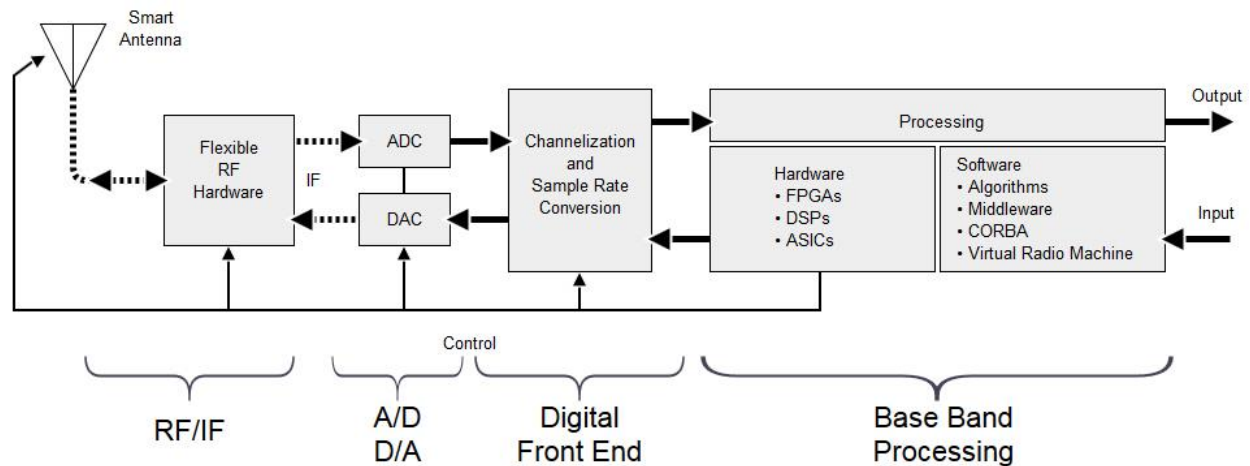 Smart
Antenna
Flexible
RF
Hardware
IF
ADC
DAC
Channelization
and
Sample Rate
Conversion
Processing
Hardware
• FPGAs
• DSPs
• ASICs
Software
• Algorithms
• Middleware
• CORBA
• Virtual Radio Machine
Output
Input
Control
RF/IF
A/D
D/A
Digital
Front End
Base Band
Processing